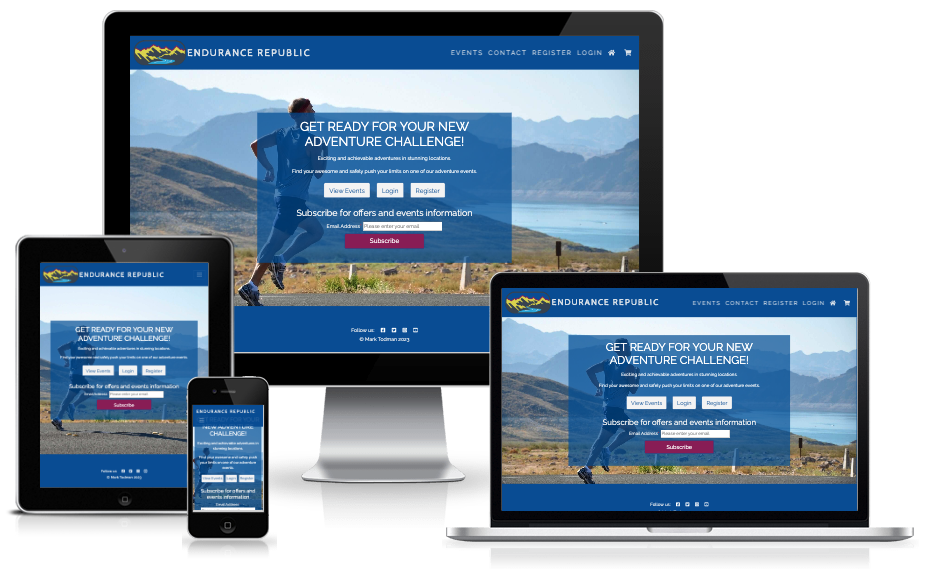 ENDURANCE REPUBLIC
EVENTS CONTACT REGISTER LOGIN
GET READY FOR YOUR NEW
ADVENTURE CHALLENGE!
Exciting and achievable adventures in stunning locations.
Find your awesome and safely push your limits on one of our adventure events.
View Events Login Register
Subscribe for offers and events information
Email Address Please enter your email
Subscribe
Follow us:
© Mark Todman 2023
ENDURANCE REPUBLIC
GET READY FOR YOUR NEW
ADVENTURE CHALLENGE!
Exciting and achievable adventures in stunning locations.
Find your awesome and safely push your limits on one of our adventure events.
View Events Login Register
Subscribe for offers and events information
Email Address Please enter your email
Subscribe
Follow us:
© Mark Todman 2023
ENDURANCE REPUBLIC
NEW ADVENTURE
CHALLENGE!
Exciting and achievable adventures in
stunning locations.
Find your awesome and safely push
your limits on one of our adventure
events.
View Events Login Register
Subscribe for offers and
events information
Email Address
ENDURANCE REPUBLIC
EVENTS CONTACT REGISTER LOGIN
GET READY FOR YOUR NEW
ADVENTURE CHALLENGE!
Exciting and achievable adventures in stunning locations.
Find your awesome and safely push your limits on one of our adventure events.
View Events Login Register
Subscribe for offers and events information
Email Address Please enter your email
Subscribe
Follow us: